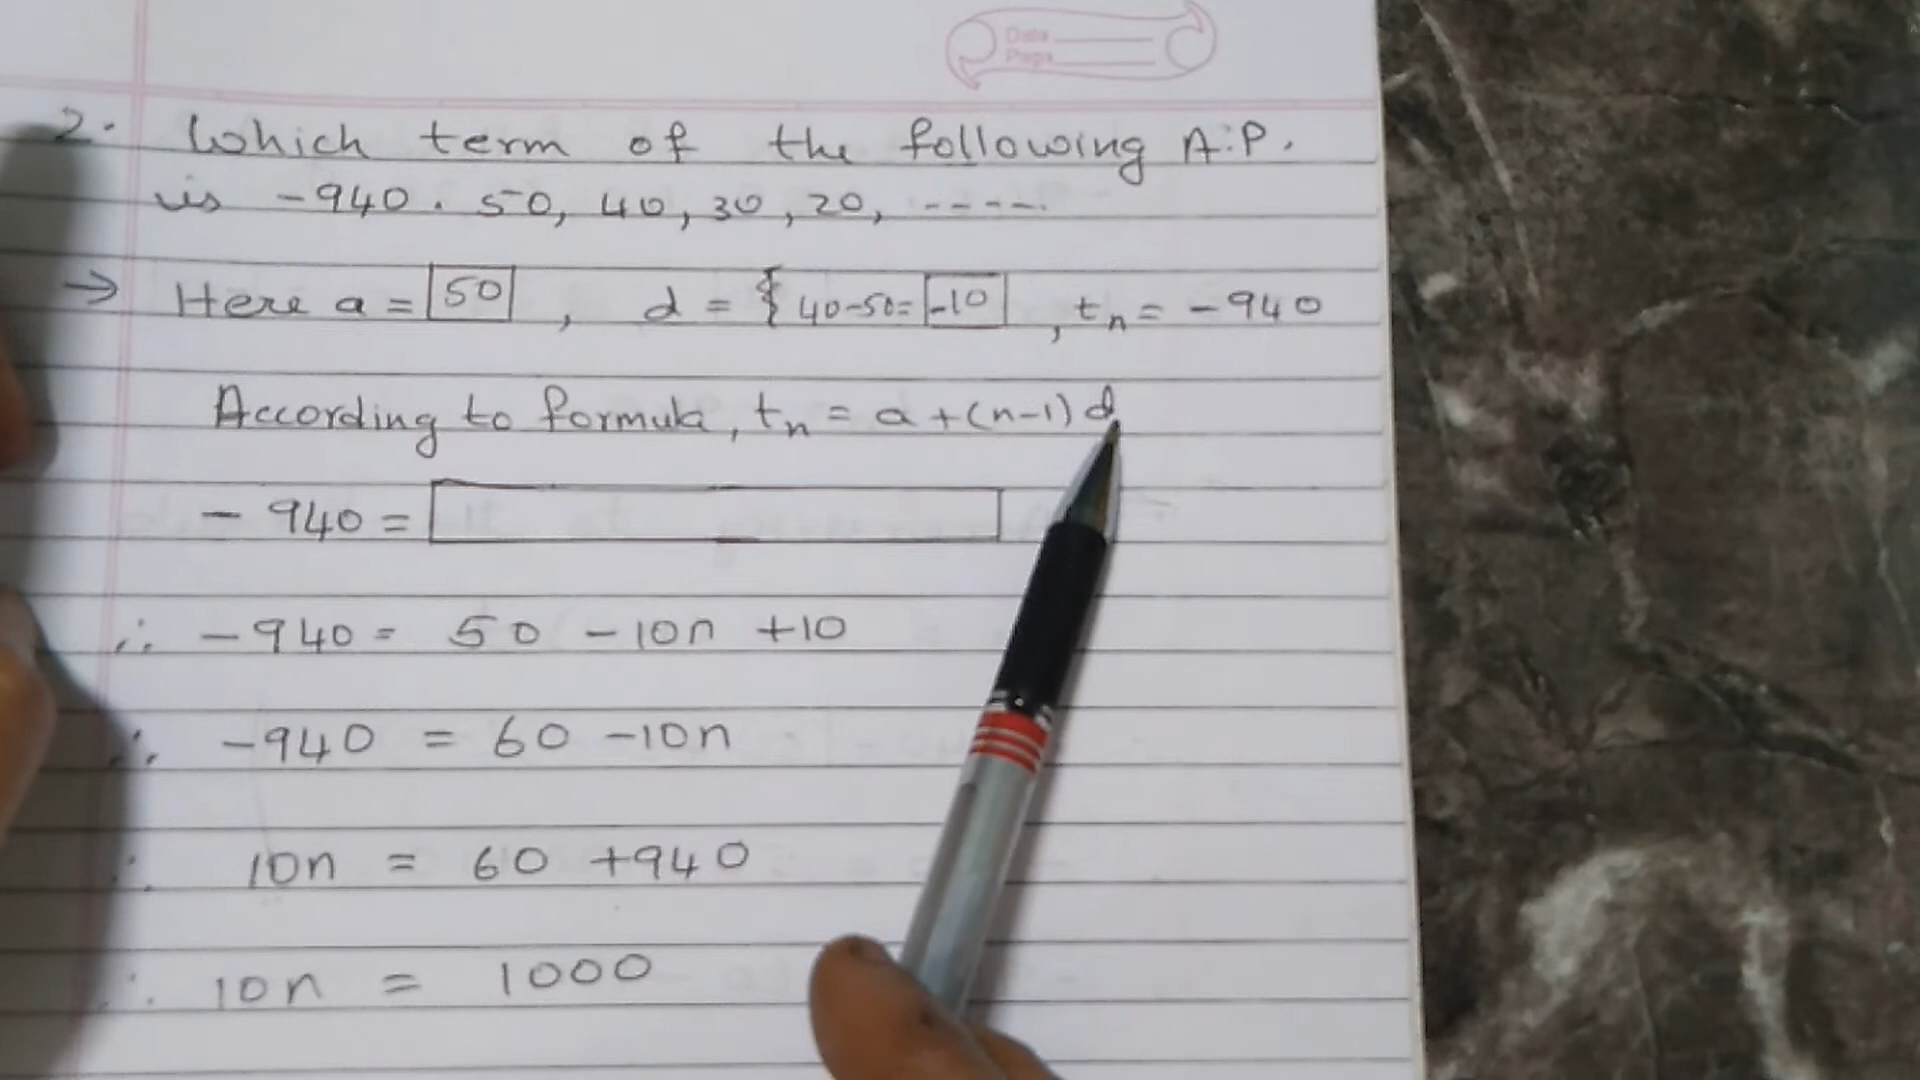 Date
Page
2. Which term of the following A.P.
is -940. 50, 40, 30, 20, -----.
→ Here a = 50 , d = { 40-50= -10 , tn = -940
According to formula, tn = a + (n-1) d
- 940 =
∴ -940 = 50 - 10n + 10
∴ -940 = 60 - 10n
∴ 10n = 60 + 940
∴ 10n = 1000